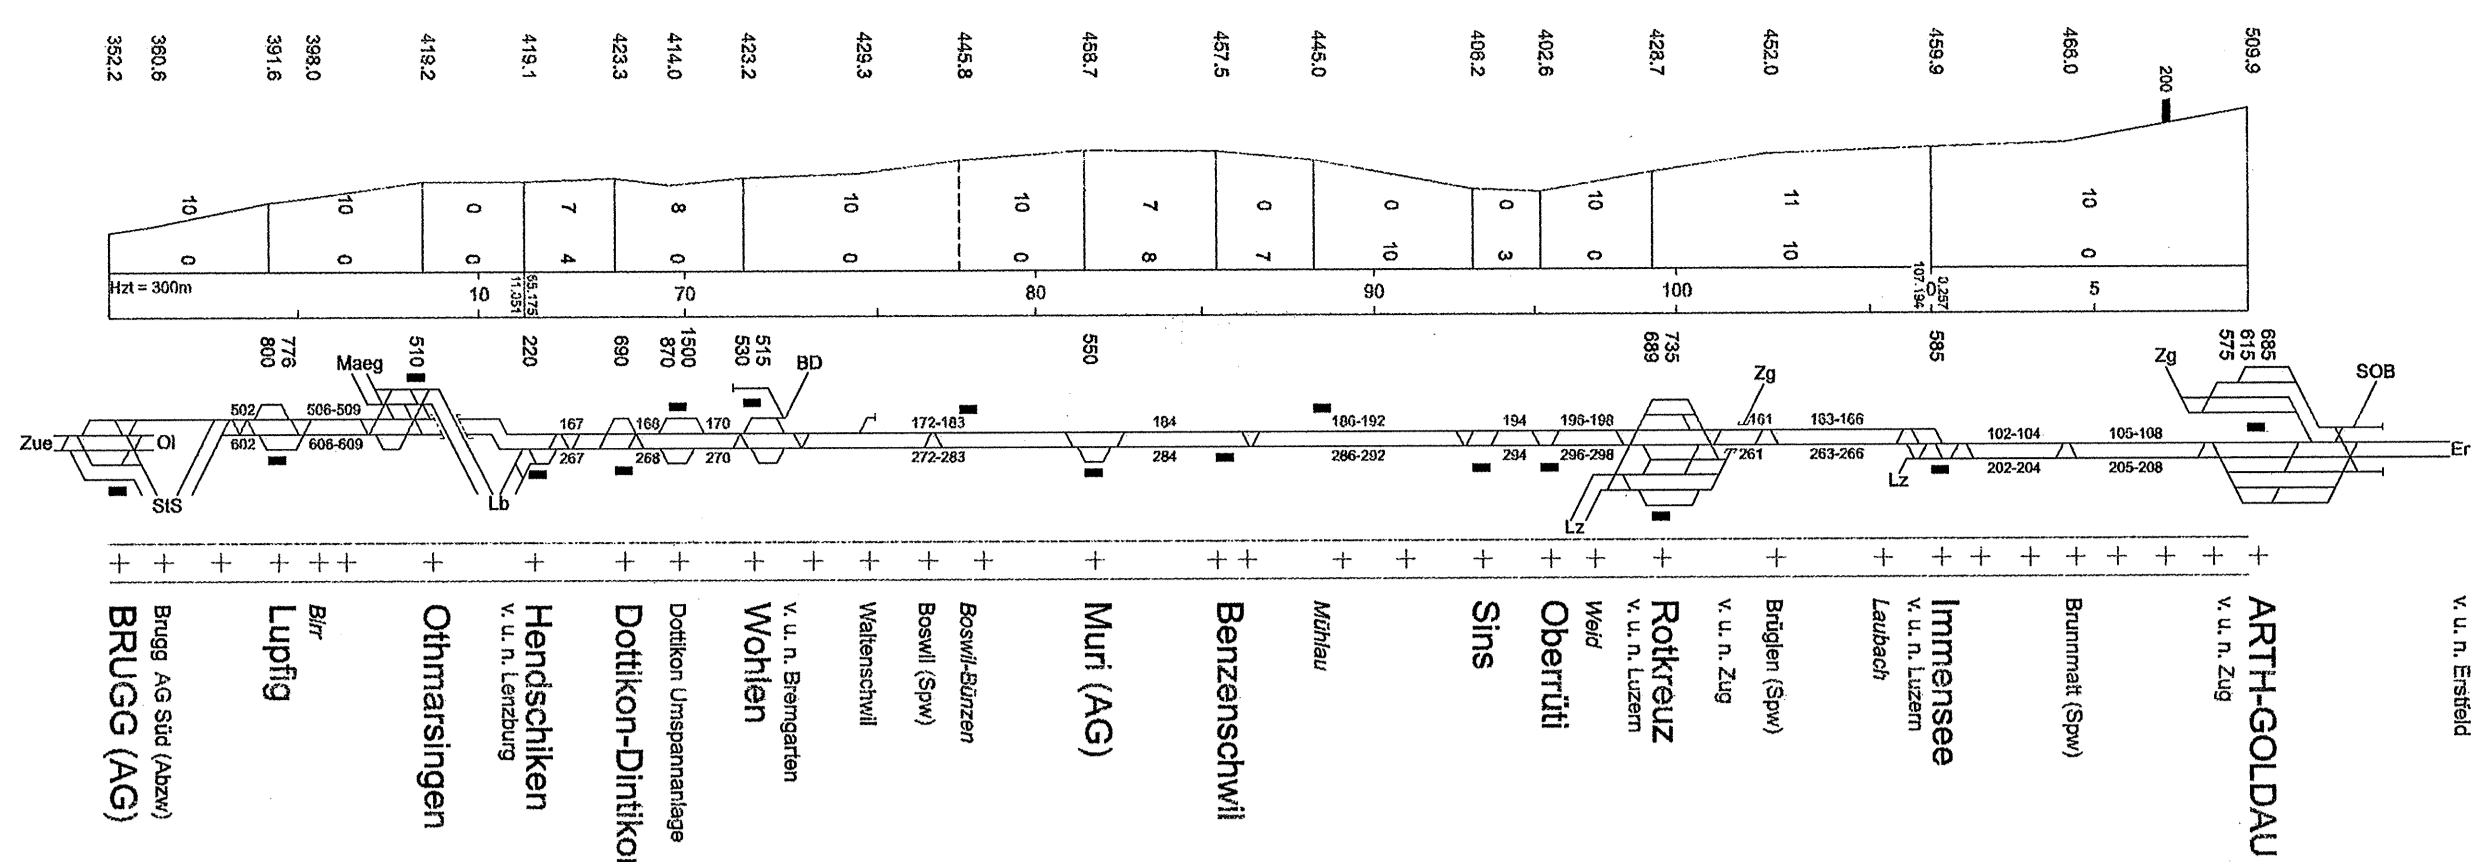 352.2
360.6
391.6
398.0
419.2
419.1
423.3
414.0
423.2
429.3
445.8
458.7
457.5
445.0
406.2
402.6
428.7
452.0
459.9
466.0
200
509.9
10
10
0
7
8
10
10
7
0
0
0
10
11
10
0
0
0
4
0
0
0
8
7
10
3
0
10
0
Hzt = 300m
10
11.351
65.175
70
80
90
100
107.194
0
3.257
5
800
776
510
220
690
870
1500
530
515
550
689
735
585
575
615
685
Maeg
BD
Zg
Zg
SOB
502
506-509
167
168
170
172-183
184
186-192
194
196-198
161
163-166
102-104
105-108
Zue
Ol
602
606-609
267
268
270
272-283
284
286-292
294
296-298
261
263-266
202-204
205-208
Er
StS
Lb
Lz
Lz
BRUGG (AG)
Brugg AG Süd (Abzw)
Lupfig
Birr
Othmarsingen
v. u. n. Lenzburg
Hendschiken
Dottikon-Dintikon
Dottikon Umspannanlage
Wohlen
v. u. n. Bremgarten
Waltenschwil
Boswil (Spw)
Boswil-Bünzen
Muri (AG)
Benzenschwil
Mühlau
Sins
Oberrüti
Weid
v. u. n. Luzern
Rotkreuz
v. u. n. Zug
Brüglen (Spw)
Laubach
v. u. n. Luzern
Immensee
Brunnmatt (Spw)
v. u. n. Zug
ARTH-GOLDAU
v. u. n. Erstfeld